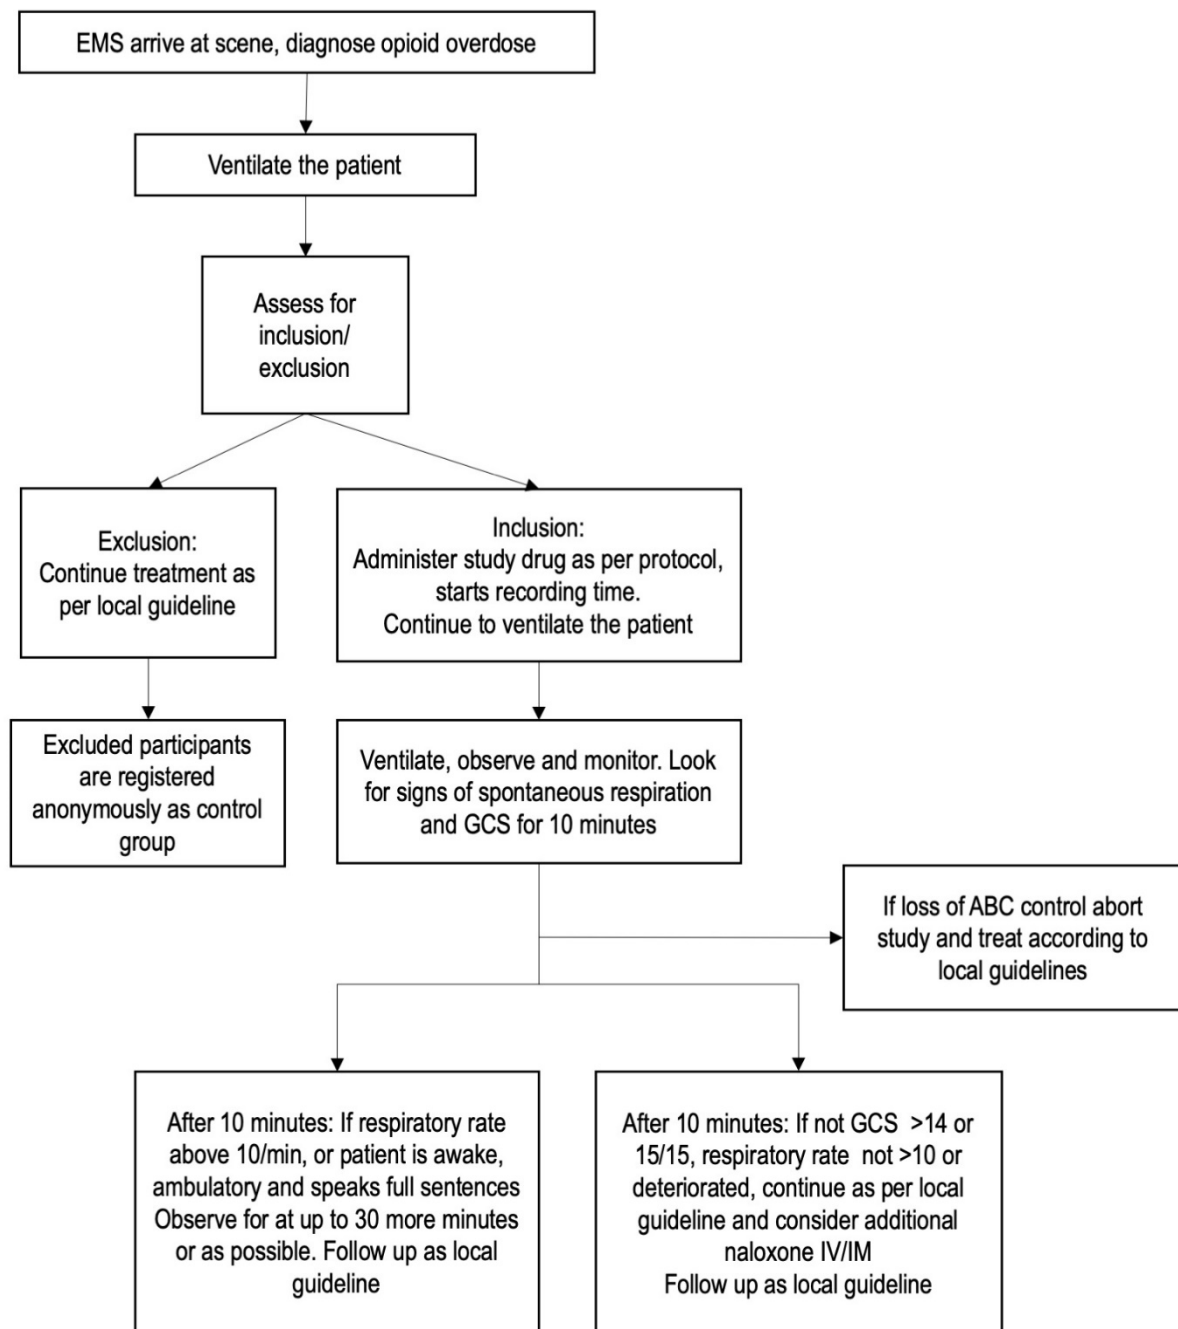 EMS arrive at scene, diagnose opioid overdose
Ventilate the patient
Assess for
inclusion/
exclusion
Exclusion:
Continue treatment as
per local guideline
Inclusion:
Administer study drug as per protocol,
starts recording time.
Continue to ventilate the patient
Excluded participants
are registered
anonymously as control
group
Ventilate, observe and monitor. Look
for signs of spontaneous respiration
and GCS for 10 minutes
If loss of ABC control abort
study and treat according to
local guidelines
After 10 minutes: If respiratory rate
above 10/min, or patient is awake,
ambulatory and speaks full sentences
Observe for at up to 30 more minutes
or as possible. Follow up as local
guideline
After 10 minutes: If not GCS >14 or
15/15, respiratory rate not >10 or
deteriorated, continue as per local
guideline and consider additional
naloxone IV/IM
Follow up as local guideline